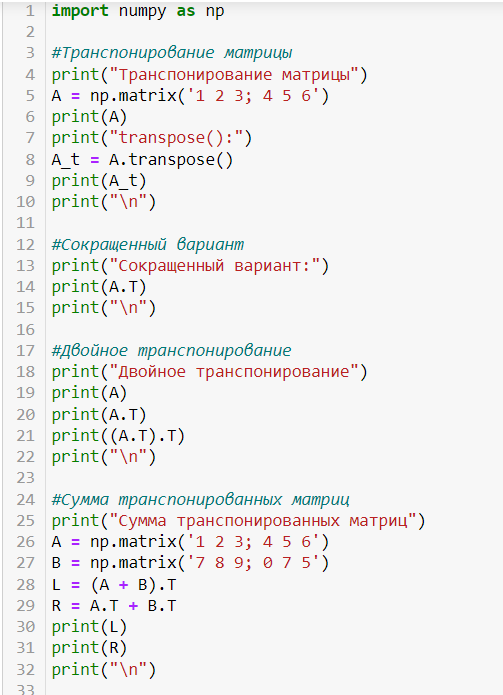 1 import numpy as np
2
3 #Транспонирование матрицы
4 print("Транспонирование матрицы")
5 A = np.matrix('1 2 3; 4 5 6')
6 print(A)
7 print("transpose():")
8 A_t = A.transpose()
9 print(A_t)
10 print("\n")
11
12 #Сокращенный вариант
13 print("Сокращенный вариант:")
14 print(A.T)
15 print("\n")
16
17 #Двойное транспонирование
18 print("Двойное транспонирование")
19 print(A)
20 print(A.T)
21 print((A.T).T)
22 print("\n")
23
24 #Сумма транспонированных матриц
25 print("Сумма транспонированных матриц")
26 A = np.matrix('1 2 3; 4 5 6')
27 B = np.matrix('7 8 9; 0 7 5')
28 L = (A + B).T
29 R = A.T + B.T
30 print(L)
31 print(R)
32 print("\n")
33